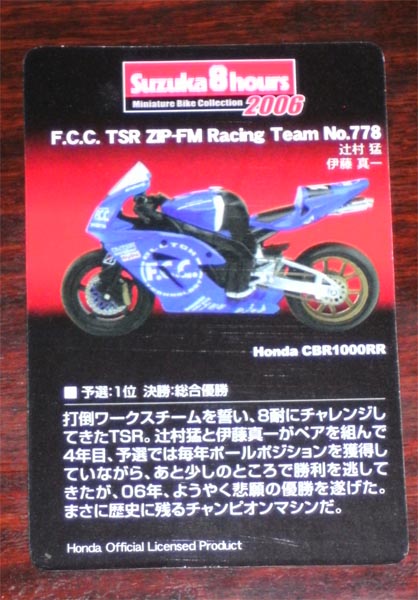 Suzuka 8 hours
Miniature Bike Collection 2006
F.C.C. TSR ZIP-FM Racing Team No.778
辻村 猛
伊藤 真一
F.C.C.
Honda CBR1000RR
■ 予選:1位 決勝:総合優勝
打倒ワークスチームを誓い、8耐にチャレンジし
てきたTSR。辻村猛と伊藤真一がペアを組んで
4年目、予選では毎年ポールポジションを獲得し
ていながら、あと少しのところで勝利を逃して
きたが、06年、ようやく悲願の優勝を遂げた。
まさに歴史に残るチャンピオンマシンだ。
Honda Official Licensed Product